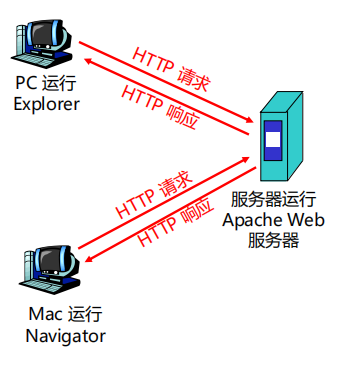 HTTP 请求
HTTP 响应
PC 运行
Explorer
服务器运行
Apache Web
服务器
HTTP 请求
HTTP 响应
Mac 运行
Navigator